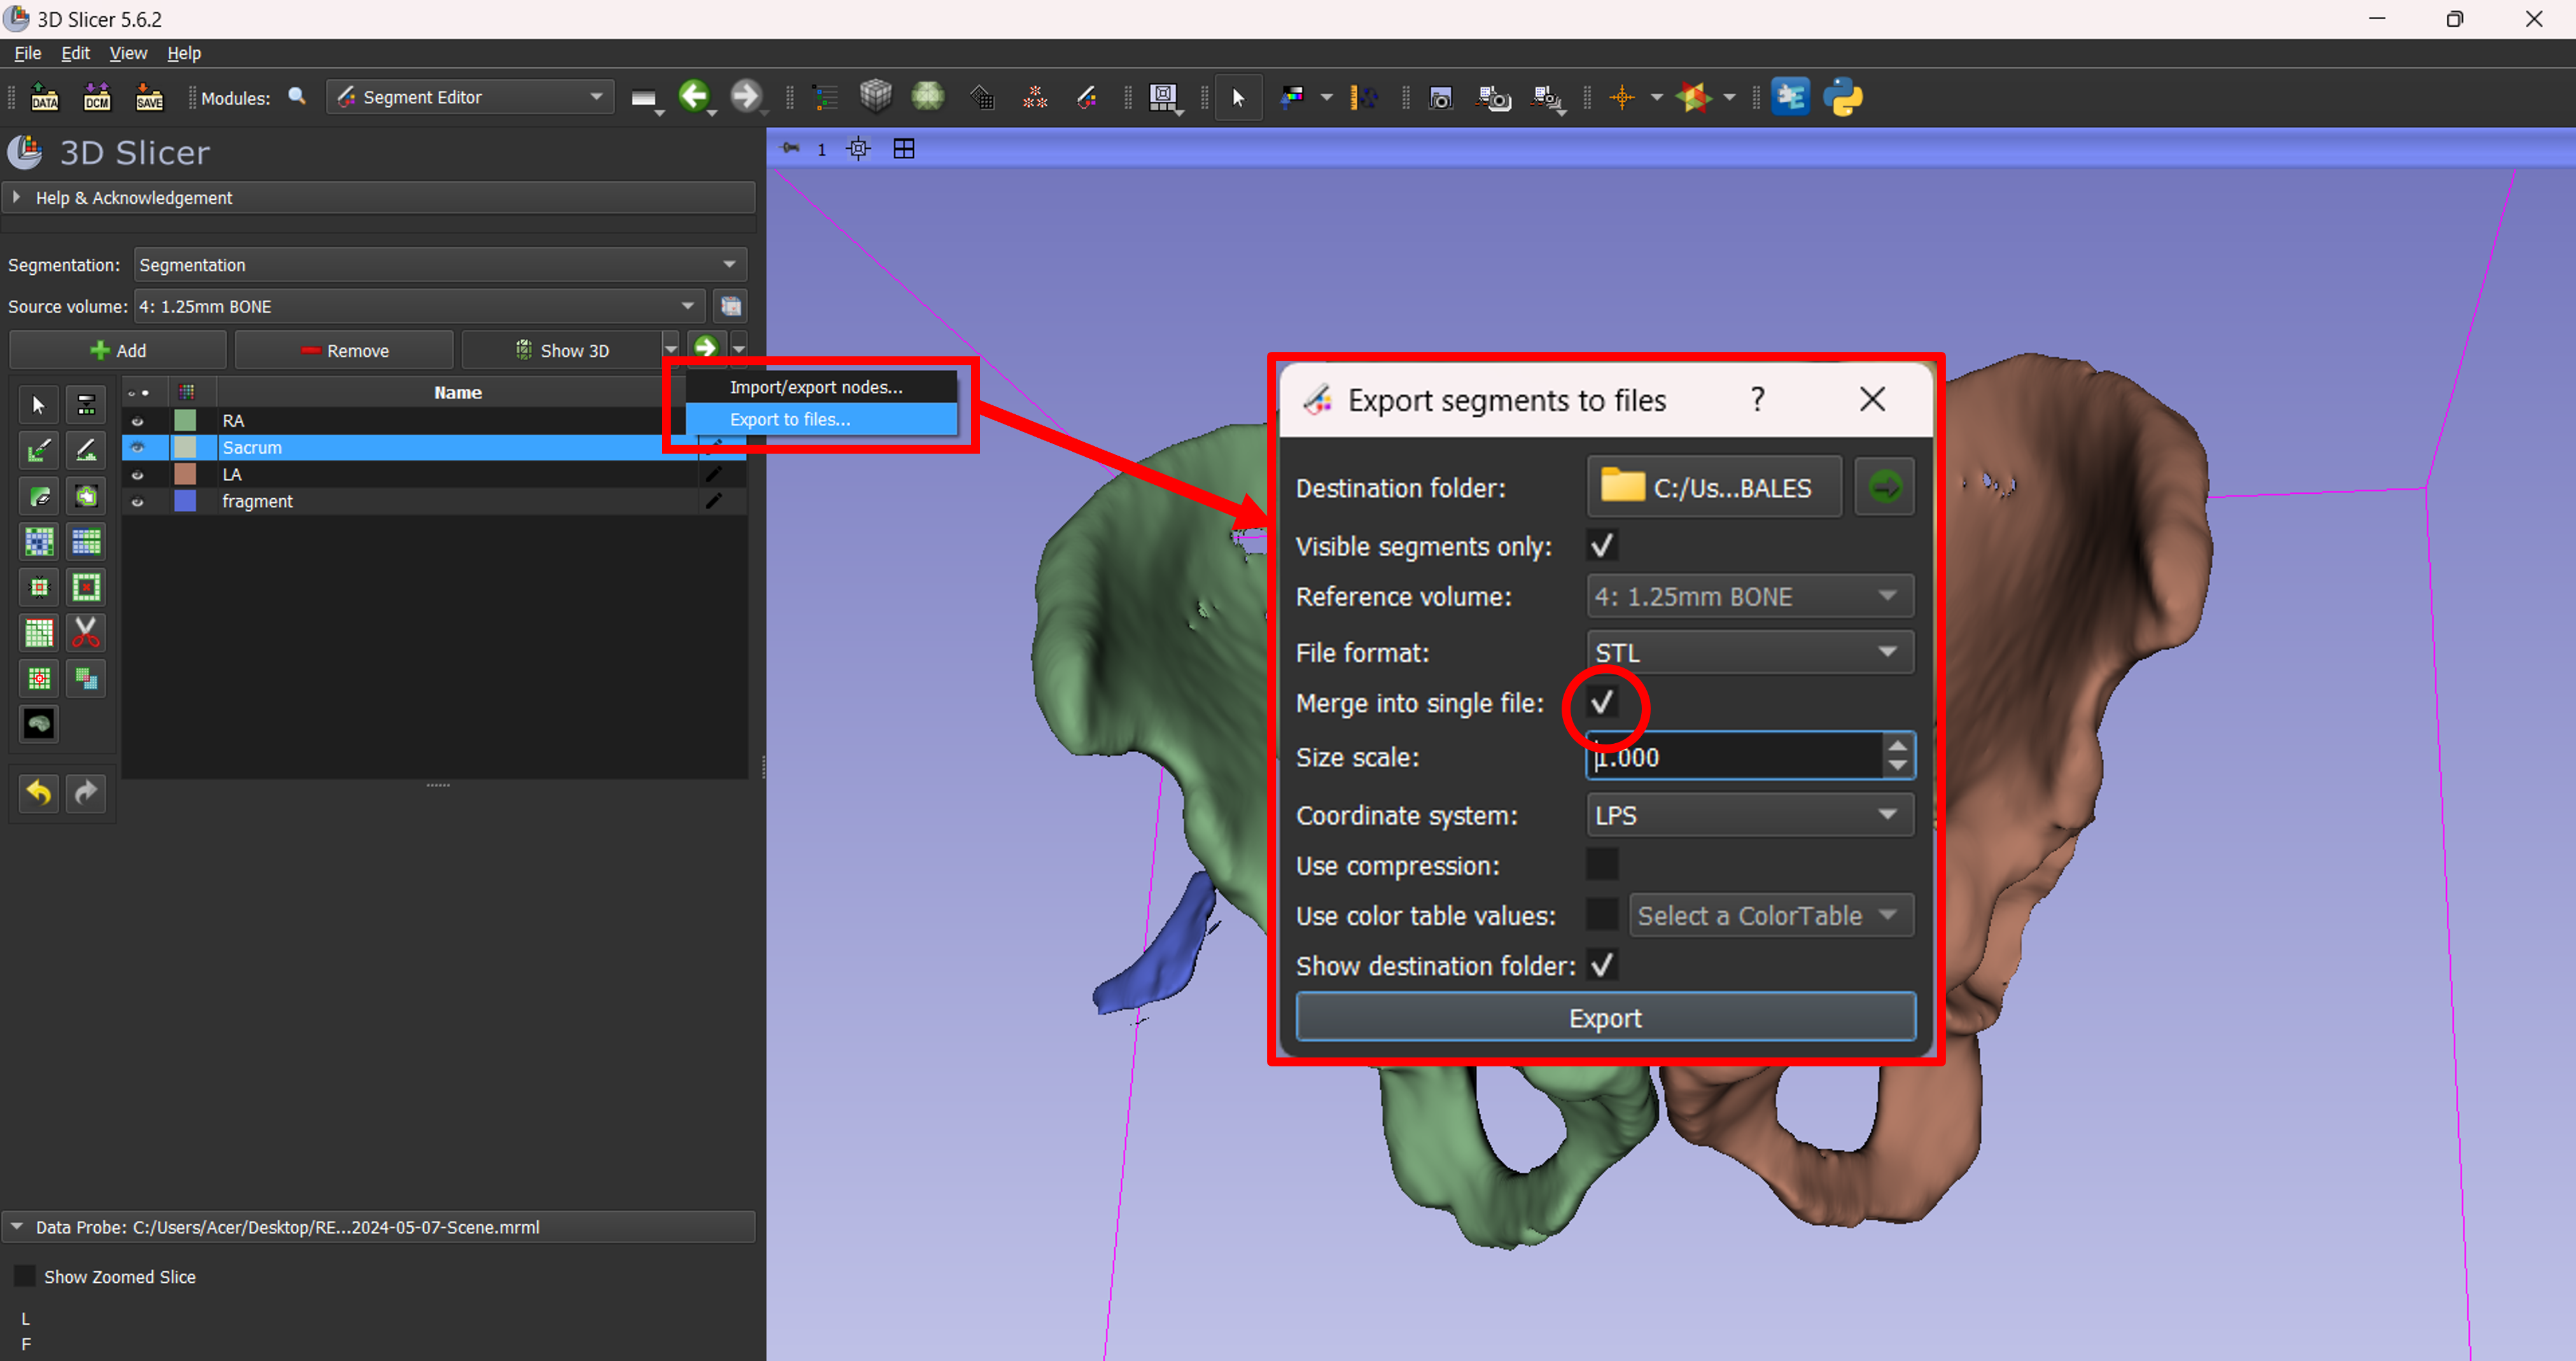 3D Slicer 5.6.2
File Edit View Help
DATA DCM SAVE Modules: Segment Editor
3D Slicer
1
Help & Acknowledgement
Segmentation: Segmentation
Source volume: 4: 1.25mm BONE
Add Remove Show 3D
Name
Import/export nodes...
Export to files...
RA
Sacrum
LA
fragment
Export segments to files ?
Destination folder: C:/Us...BALES
Visible segments only:
Reference volume: 4: 1.25mm BONE
File format: STL
Merge into single file:
Size scale: 1.000
Coordinate system: LPS
Use compression:
Use color table values: Select a ColorTable
Show destination folder:
Export
Data Probe: C:/Users/Acer/Desktop/RE...2024-05-07-Scene.mrml
Show Zoomed Slice
L
F